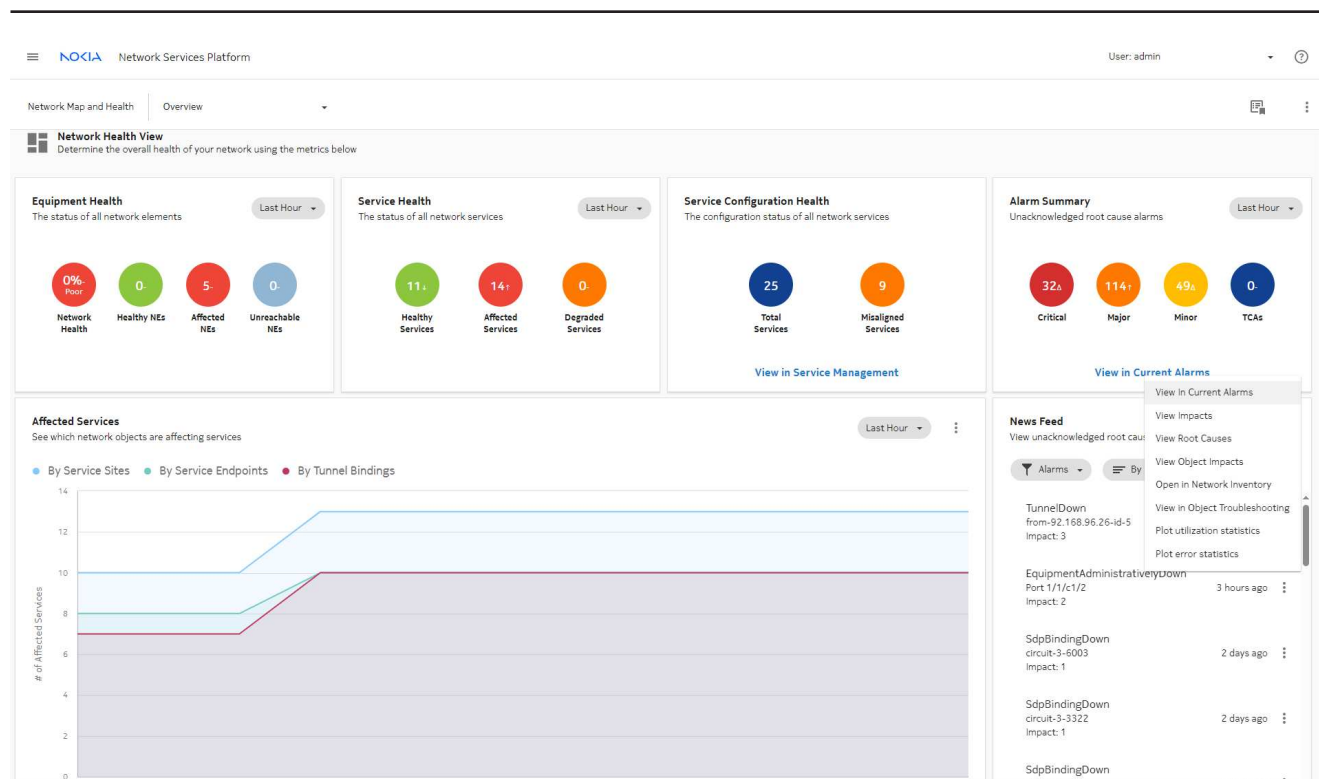 NOKIA Network Services Platform
User: admin
?
Network Map and Health
Overview
Network Health View
Determine the overall health of your network using the metrics below
Equipment Health
The status of all network elements
Last Hour
0%-
Poor
Network
Health
0-
Healthy NEs
5-
Affected
NEs
0-
Unreachable
NEs
Service Health
The status of all network services
Last Hour
11
Healthy
Services
14↑
Affected
Services
0-
Degraded
Services
Service Configuration Health
The configuration status of all network services
25
Total
Services
9
Misaligned
Services
View in Service Management
Alarm Summary
Unacknowledged root cause alarms
Last Hour
32Δ
Critical
114↑
Major
49Δ
Minor
0-
TCAs
View in Current Alarms
View in Current Alarms
View Impacts
View Root Causes
View Object Impacts
Open in Network Inventory
View in Object Troubleshooting
Plot utilization statistics
Plot error statistics
Affected Services
See which network objects are affecting services
Last Hour
By Service Sites
By Service Endpoints
By Tunnel Bindings
# of Affected Services
14
12
10
8
6
4
2
0
News Feed
View unacknowledged root cau
Alarms
By
TunnelDown
from-92.168.96.26-id-5
Impact: 3
EquipmentAdministrativelyDown
Port 1/1/c1/2
3 hours ago
Impact: 2
SdpBindingDown
circuit-3-6003
2 days ago
Impact: 1
SdpBindingDown
circuit-3-3322
2 days ago
Impact: 1
SdpBindingDown